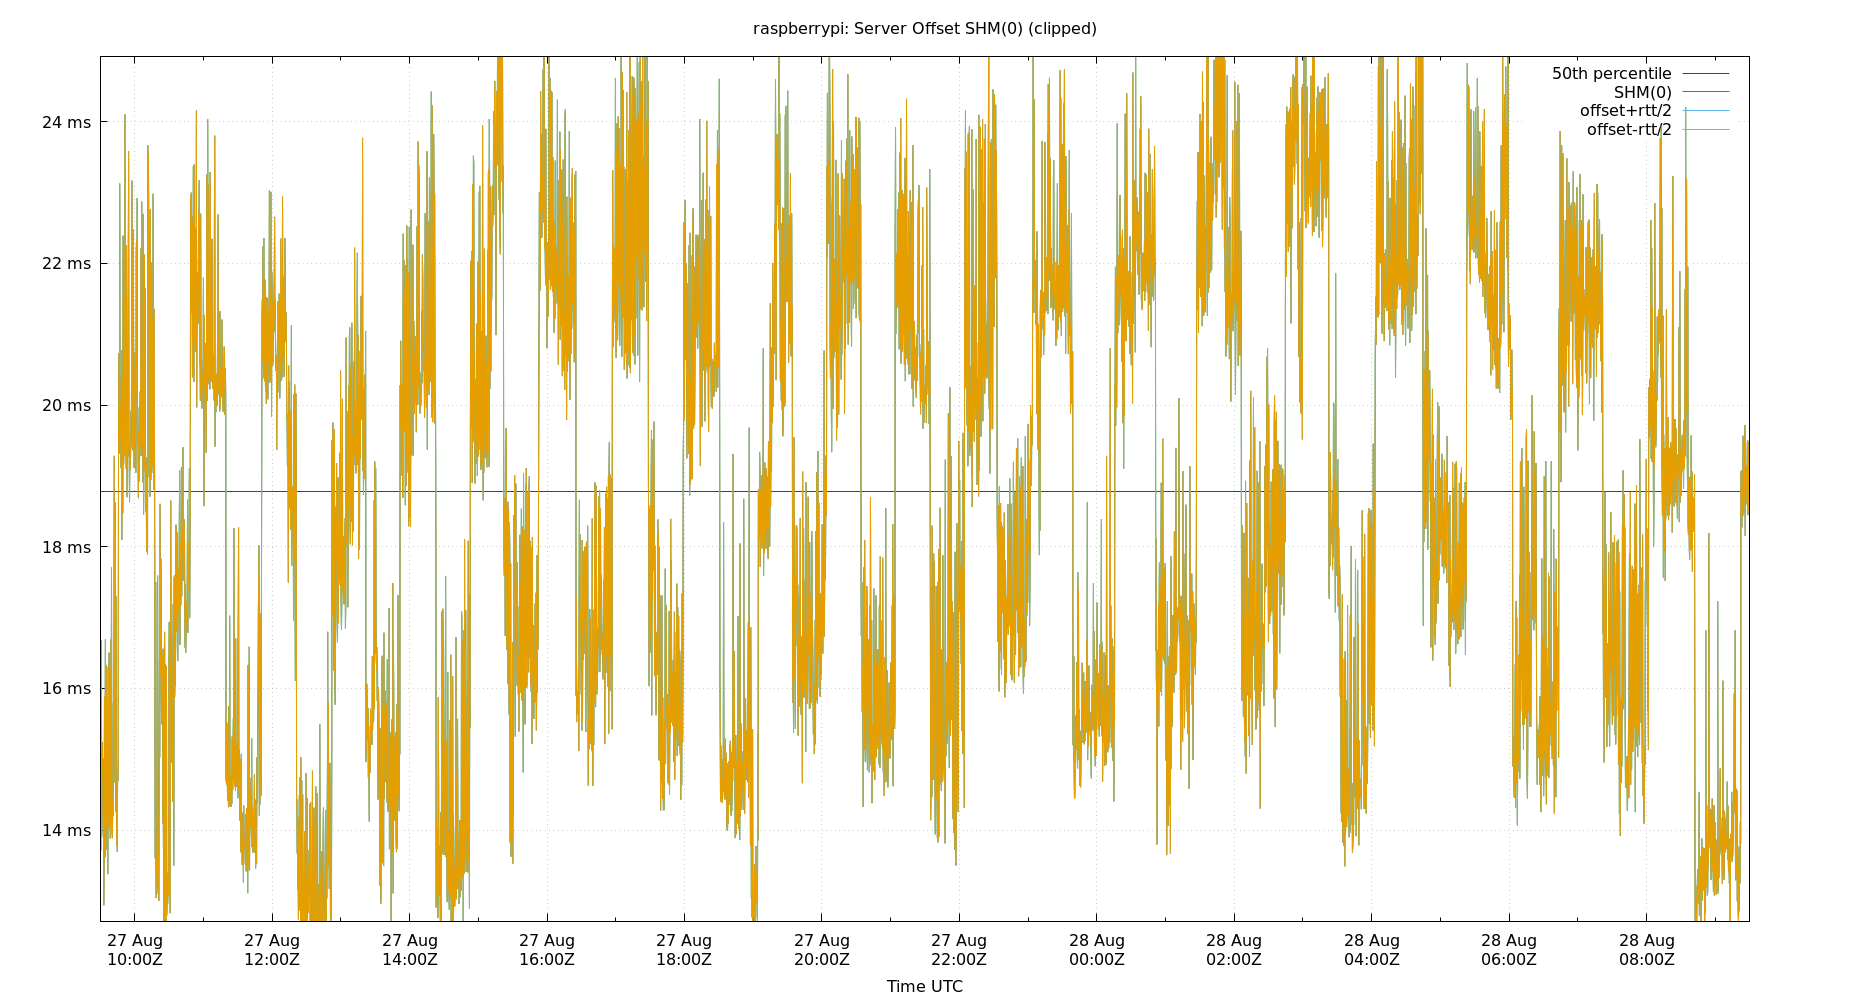 raspberrypi: Server Offset SHM(0) (clipped)
50th percentile
SHM(0)
offset+rtt/2
offset-rtt/2
24 ms
22 ms
20 ms
18 ms
16 ms
14 ms
27 Aug 27 Aug 27 Aug 27 Aug 27 Aug 27 Aug 27 Aug 28 Aug 28 Aug 28 Aug 28 Aug 28 Aug
10:00Z 12:00Z 14:00Z 16:00Z 18:00Z 20:00Z 22:00Z 00:00Z 02:00Z 04:00Z 06:00Z 08:00Z
Time UTC